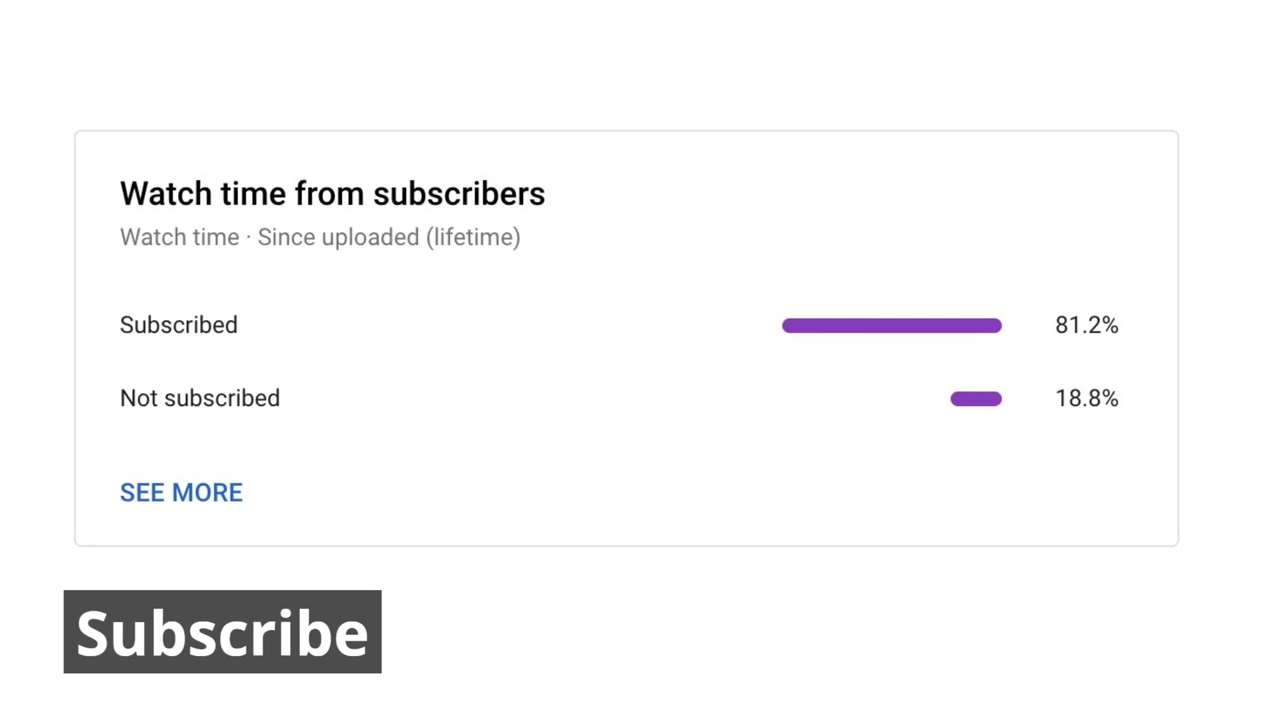 Watch time from subscribers
Watch time · Since uploaded (lifetime)
Subscribed 81.2%
Not subscribed 18.8%
SEE MORE
Subscribe